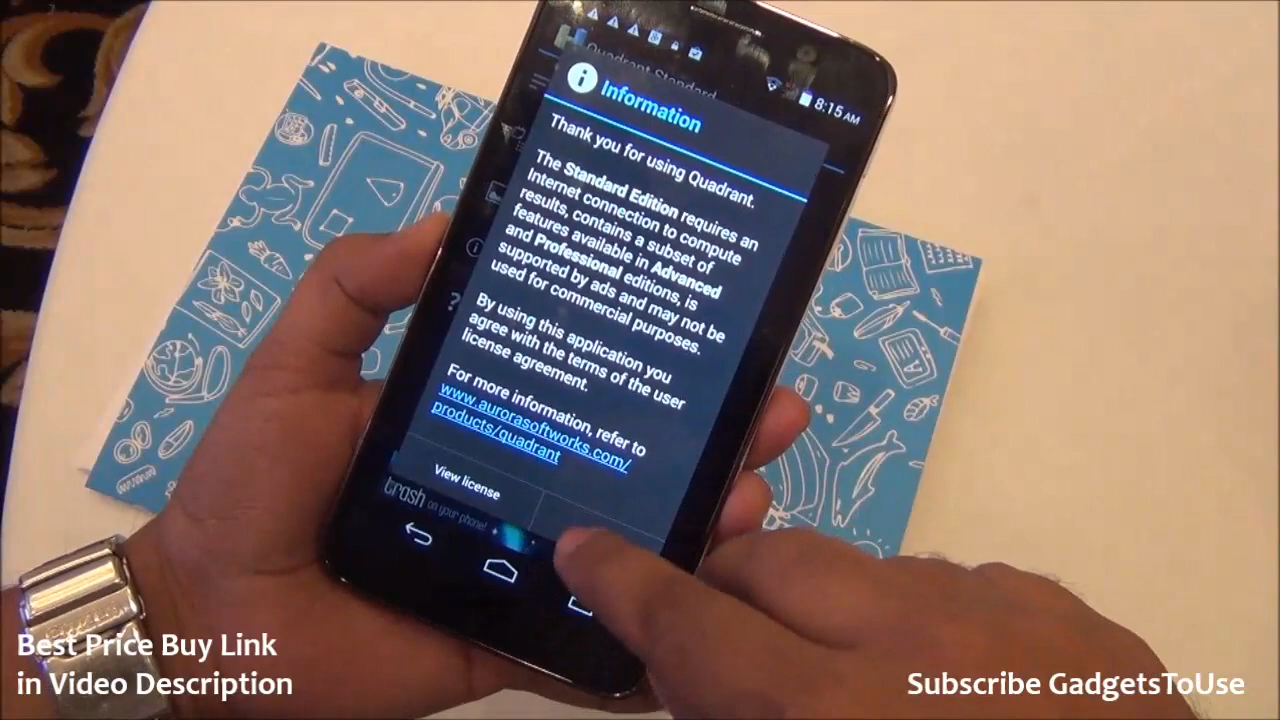 Quadrant Standard
8:15 AM
Information
Thank you for using Quadrant.
The Standard Edition requires an
Internet connection to compute
results, contains a subset of
features available in Advanced
and Professional editions, is
supported by ads and may not be
used for commercial purposes.
By using this application you
agree with the terms of the user
license agreement.
For more information, refer to
www.aurorasoftworks.com/
products/quadrant
View license
trash on your phone!
Best Price Buy Link
in Video Description
Subscribe GadgetsToUse